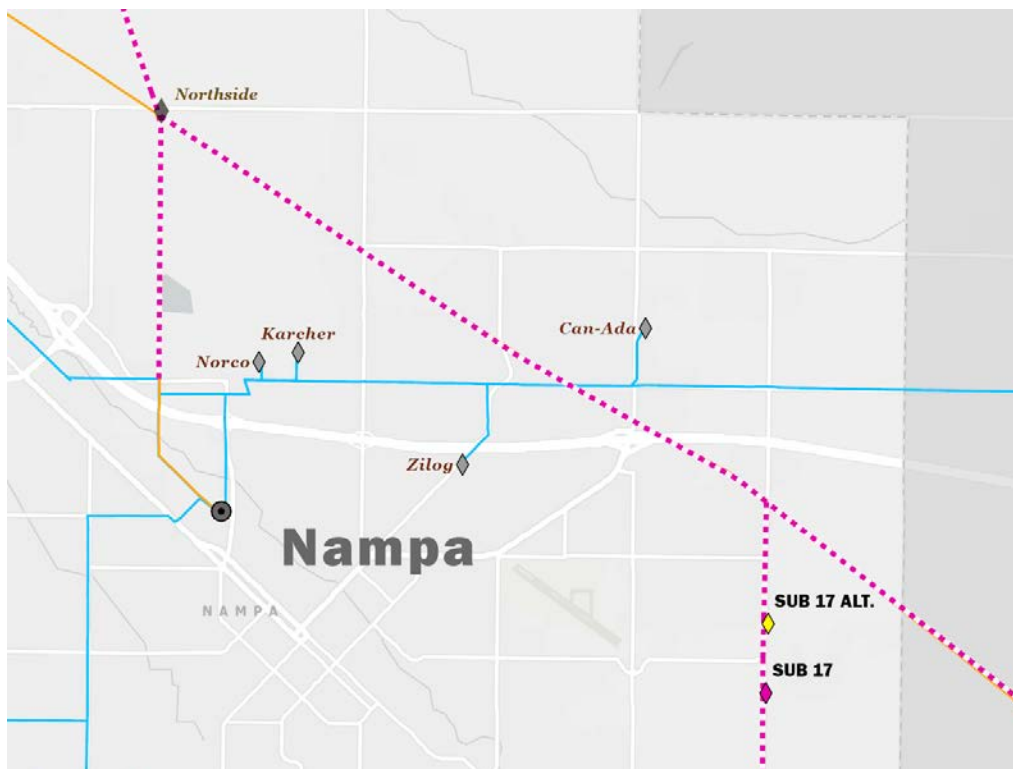 Northside
Karcher
Norco
Can-Ada
Zilog
Nampa
NAMPA
SUB 17 ALT.
SUB 17